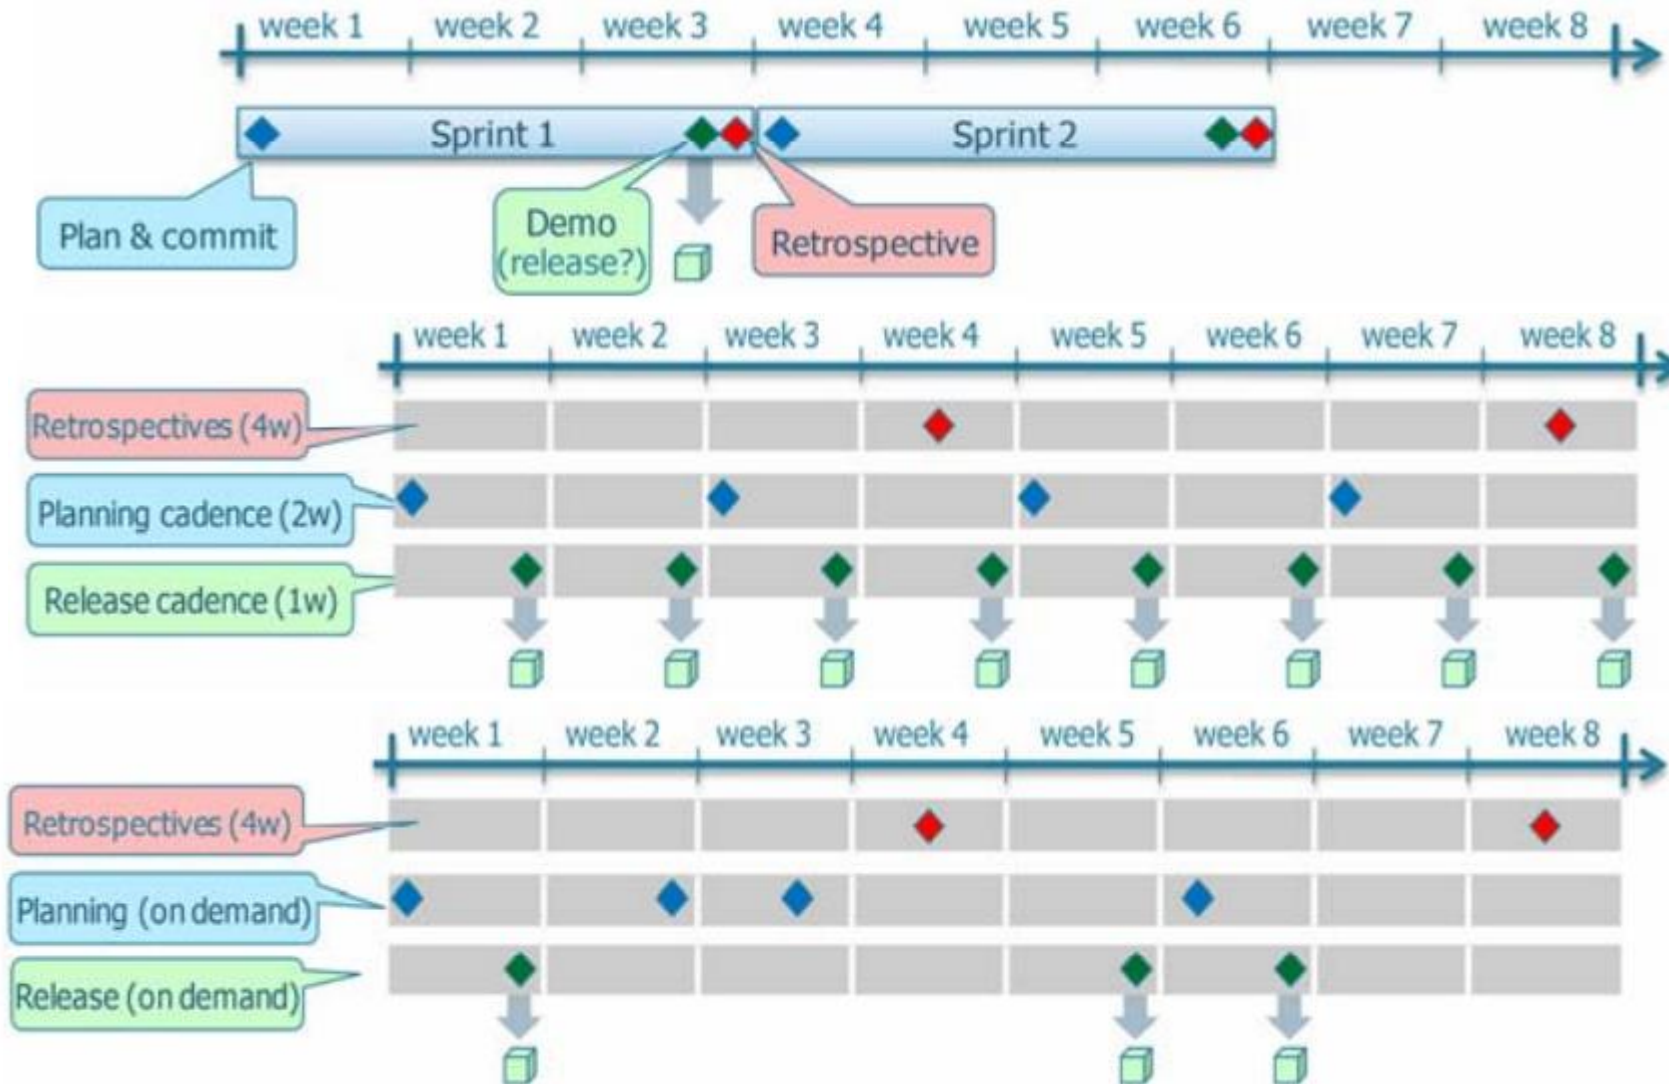 week 1 week 2 week 3 week 4 week 5 week 6 week 7 week 8
Sprint 1 Sprint 2
Plan & commit
Demo
(release?)
Retrospective
week 1 week 2 week 3 week 4 week 5 week 6 week 7 week 8
Retrospectives (4w)
Planning cadence (2w)
Release cadence (1w)
week 1 week 2 week 3 week 4 week 5 week 6 week 7 week 8
Retrospectives (4w)
Planning (on demand)
Release (on demand)